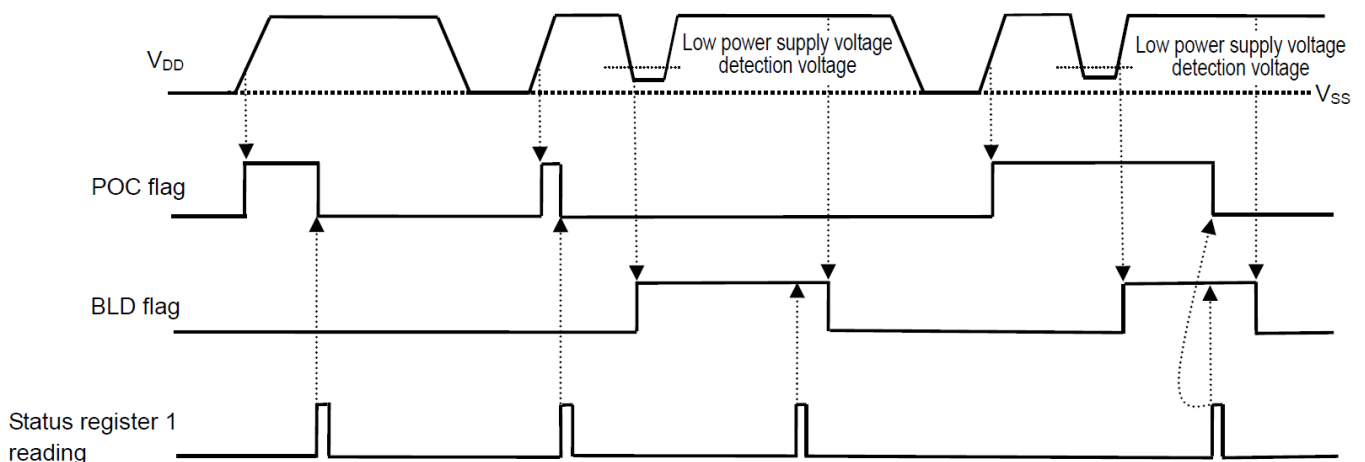 Low power supply voltage
detection voltage
Low power supply voltage
detection voltage
VDD
VSS
POC flag
BLD flag
Status register 1
reading